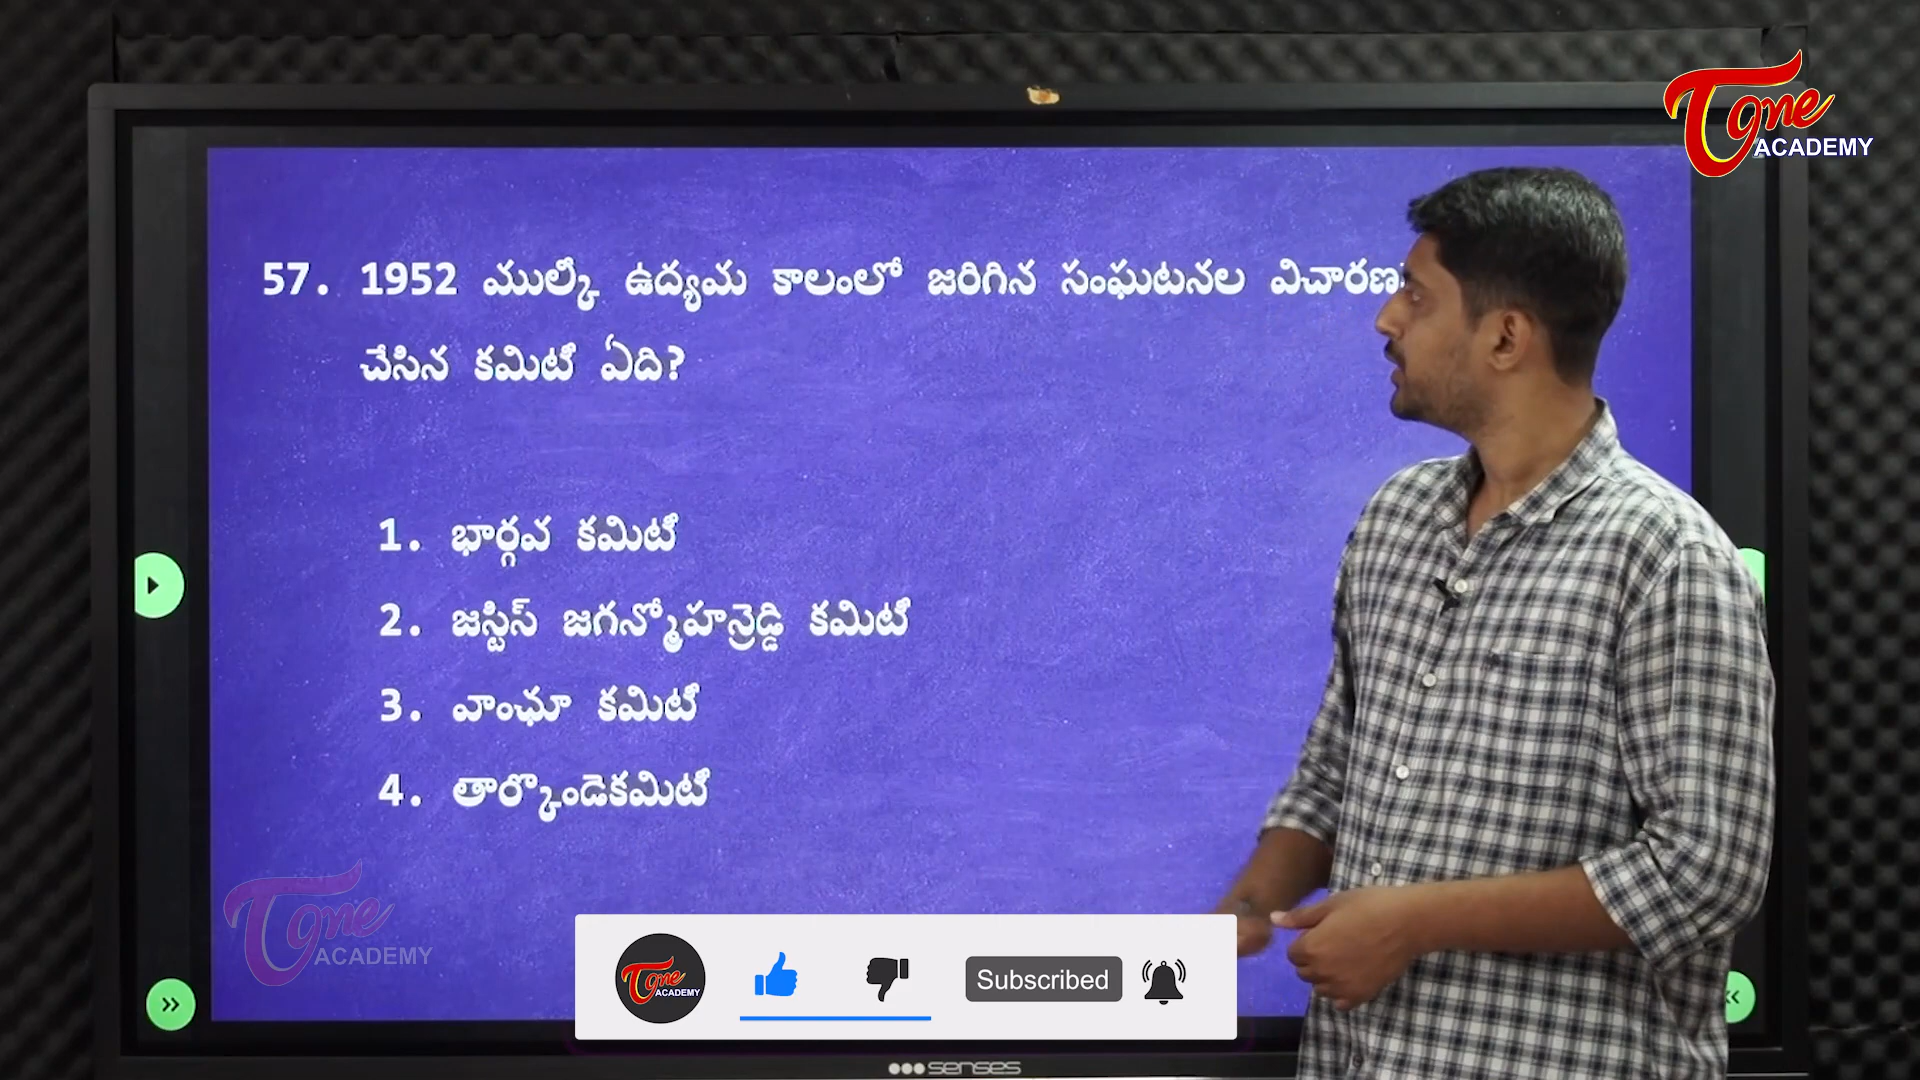 Tone
ACADEMY
57. 1952 ముల్కీ ఉద్యమ కాలంలో జరిగిన సంఘటనల
చేసిన కమిటీ ఏది?
1. భార్గవ కమిటీ
2. జస్టిస్ జగన్మోహన్రెడ్డి కమిటీ
3. వాంఛూ కమిటీ
4. తార్కొండెకమిటీ
Tone
ACADEMY
Tone
ACADEMY
Subscribed
senses